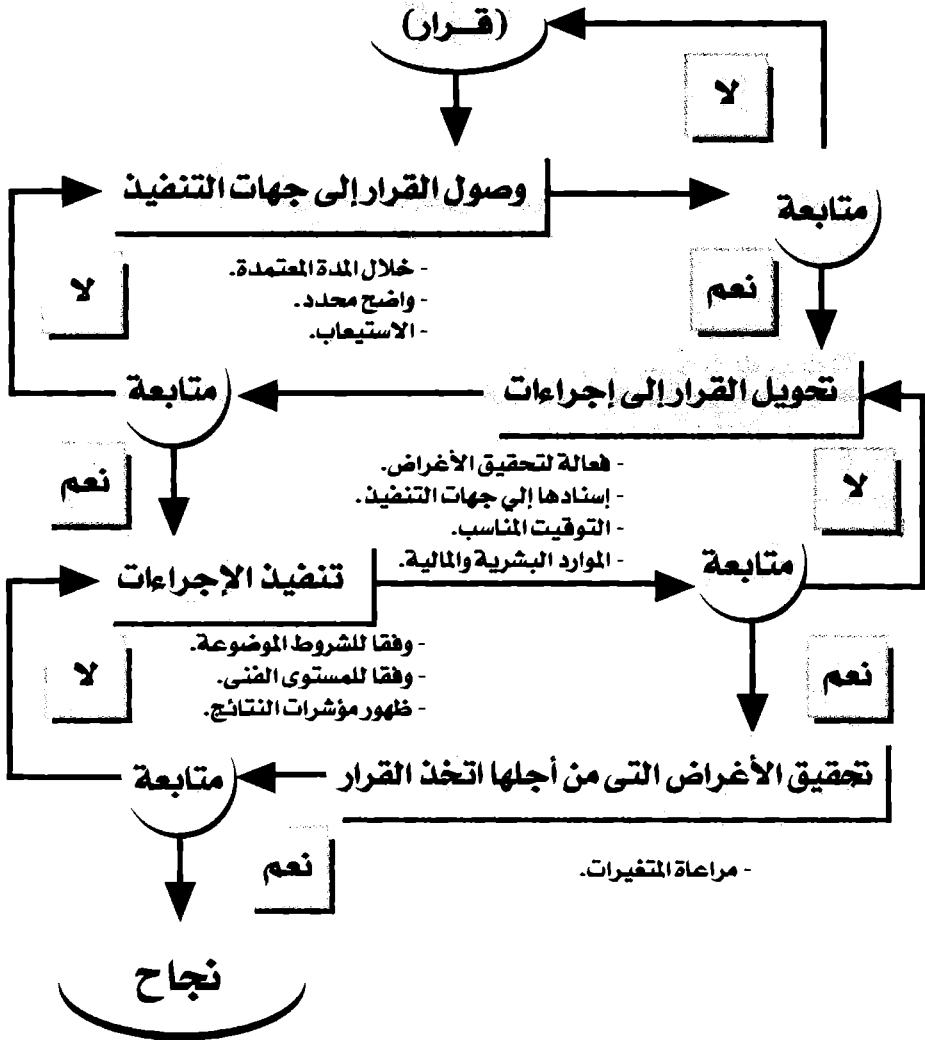 (قــرار)
لا
وصول القرار إلى جهات التنفيذ
متابعة
- خلال المدة المعتمدة.
- واضح محدد.
- الاستيعاب.
لا
نعم
تحويل القرار إلى إجراءات
متابعة
- فعالة لتحقيق الأغراض.
- إسنادها إلي جهات التنفيذ.
- التوقيت المناسب.
- الموارد البشرية والمالية.
لا
نعم
تنفيذ الإجراءات
متابعة
- وفقا للشروط الموضوعة.
- وفقا للمستوى الفنى.
- ظهور مؤشرات النتائج.
لا
نعم
تحقيق الأغراض التى من أجلها اتخذ القرار
متابعة
- مراعاة المتغيرات.
نعم
نجاح